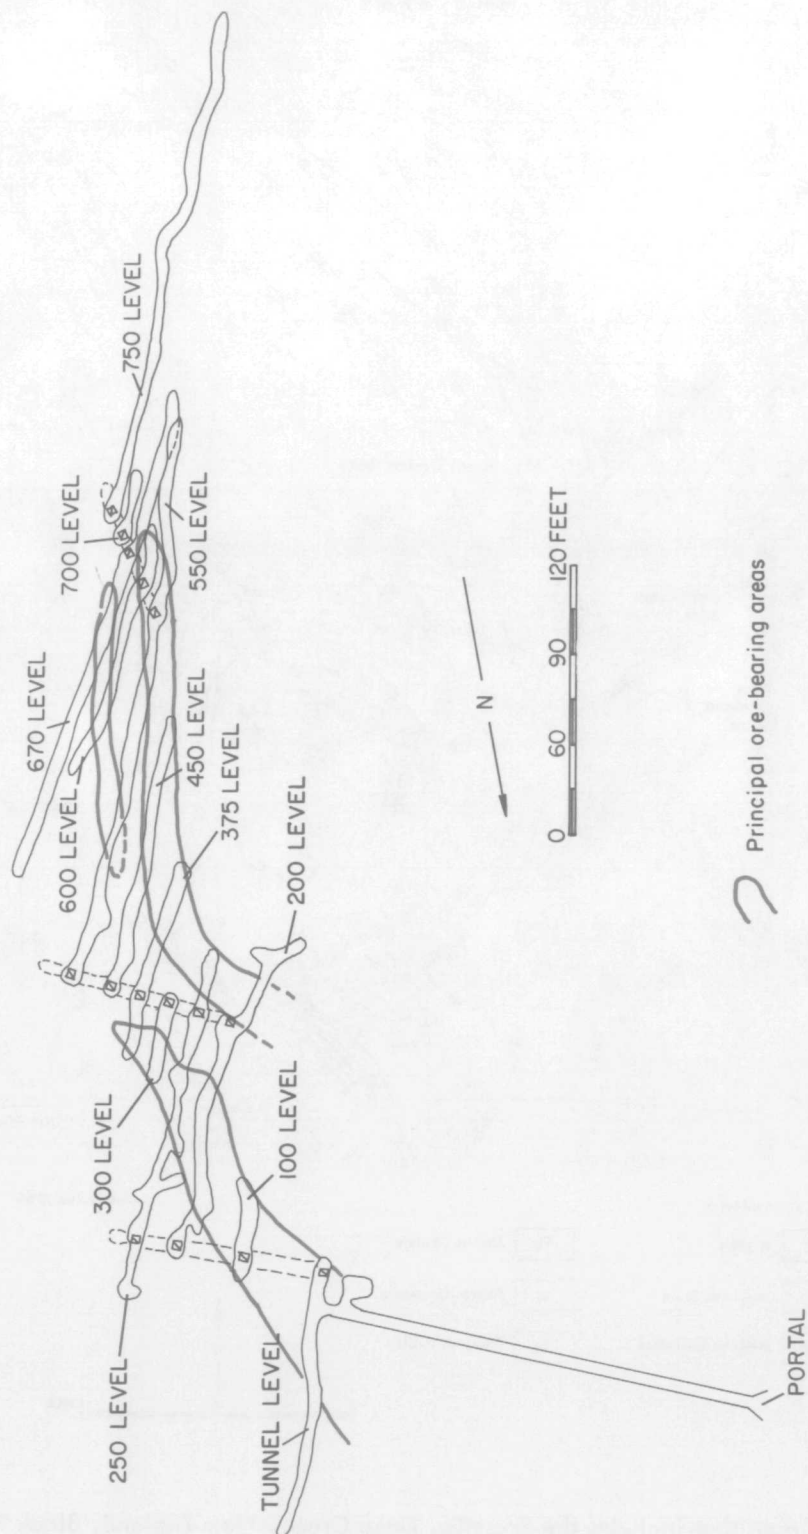 670 LEVEL
700 LEVEL
750 LEVEL
600 LEVEL
550 LEVEL
450 LEVEL
375 LEVEL
200 LEVEL
300 LEVEL
100 LEVEL
250 LEVEL
TUNNEL LEVEL
PORTAL
N
0 60 90 120 FEET
Principal ore-bearing areas